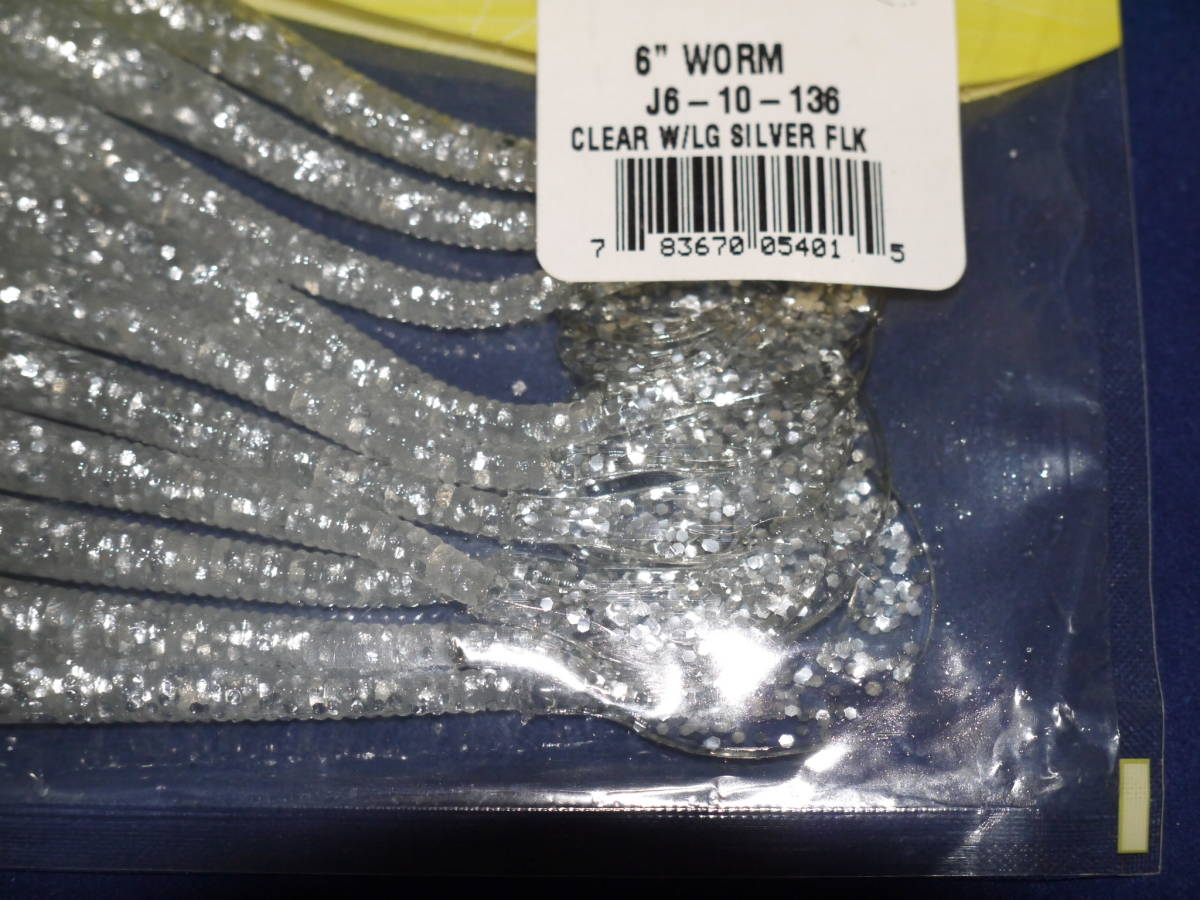 6" WORM
J6-10-136
CLEAR W/LG SILVER FLK
7 83670 05401 5